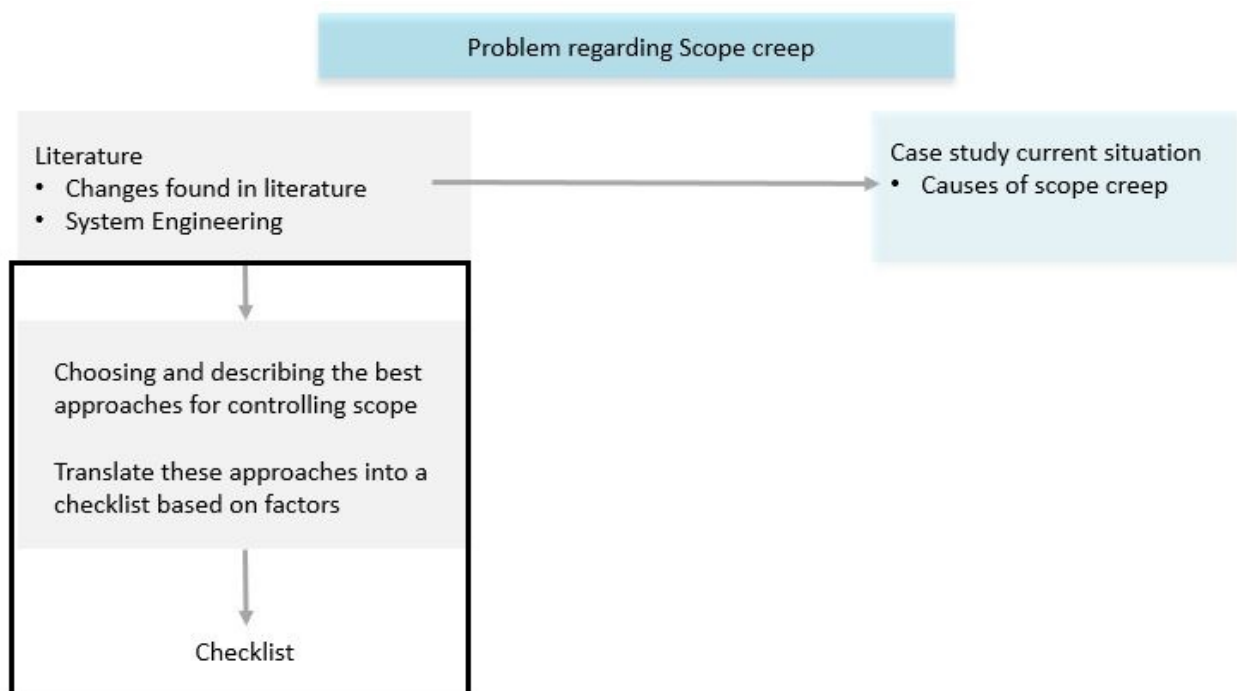 Problem regarding Scope creep
Literature
• Changes found in literature
• System Engineering
Case study current situation
• Causes of scope creep
Choosing and describing the best
approaches for controlling scope
Translate these approaches into a
checklist based on factors
Checklist